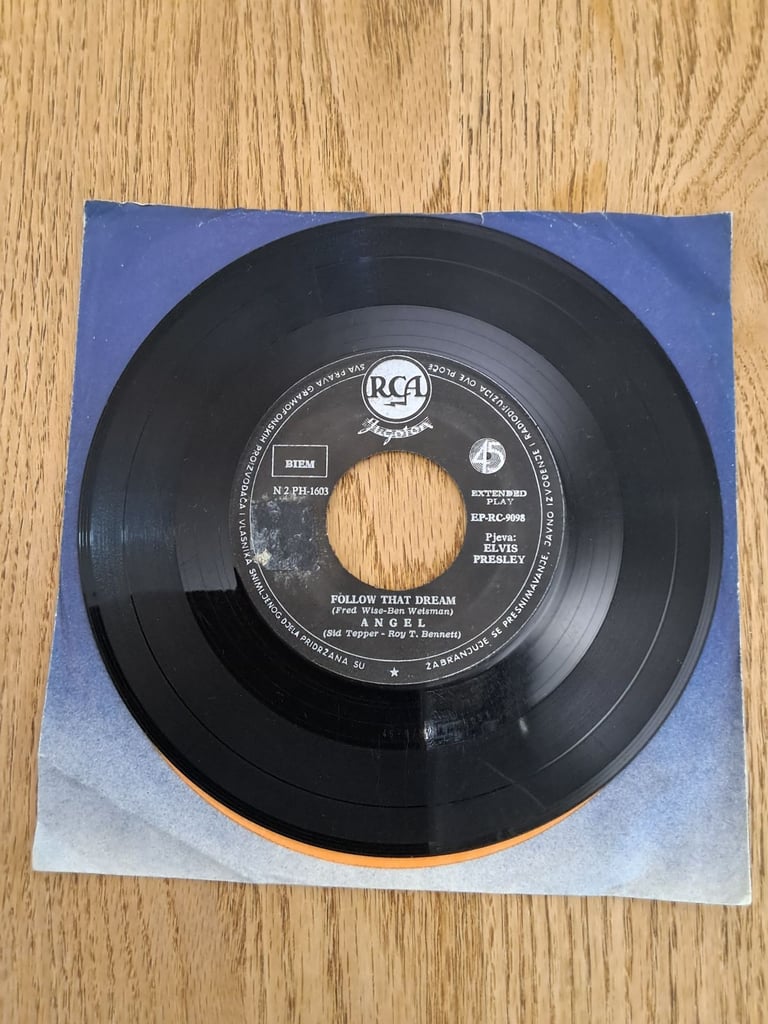 RCA
Jugoton
BIEM
N 2 PH-1603
45
EXTENDED
PLAY
EP-RC-9098
Pjeva:
ELVIS
PRESLEY
FOLLOW THAT DREAM
(Fred Wise-Ben Weisman)
ANGEL
(Sid Tepper - Roy T. Bennett)
SVA PRAVA GRAMOFONSKIH PROIZVOĐAČA I VLASNIKA SNIMLJENOG DJELA PRIDRŽANA SU
★
ZABRANJUJE SE PRESNIMAVANJE, JAVNO IZVOĐENJE I RADIODIFUZIJA OVE PLOČE